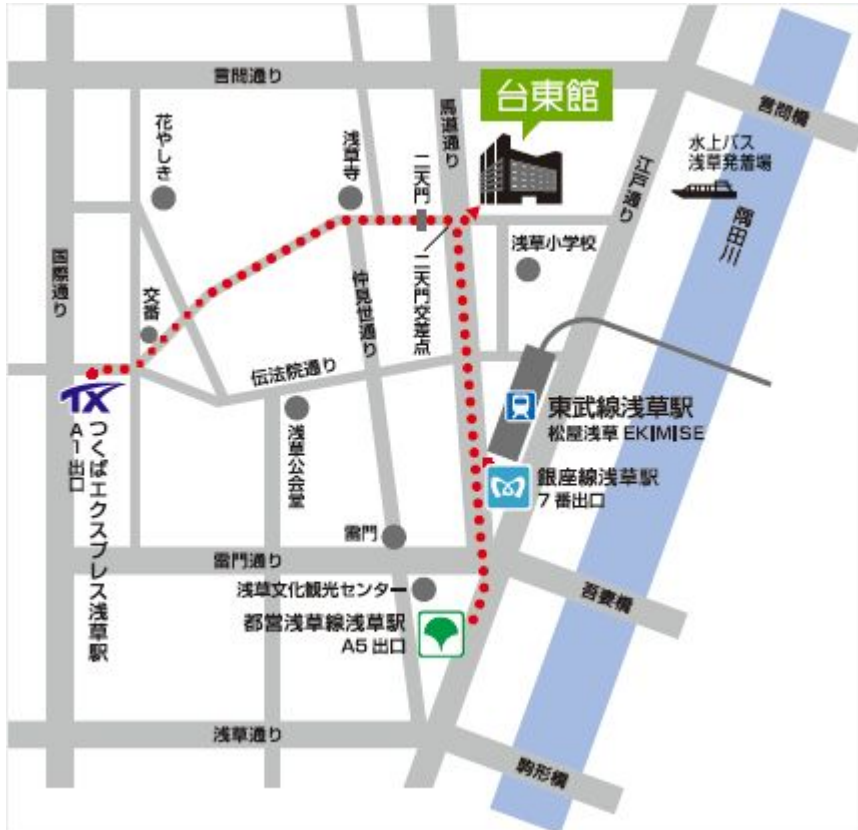 言問通り
台東館
言問橋
花やしき
浅草寺
二天門
馬道通り
江戸通り
水上バス
浅草発着場
隅田川
国際通り
交番
仲見世通り
二天門交差点
浅草小学校
伝法院通り
TX
つくばエクスプレス浅草駅
A1出口
浅草公会堂
東武線浅草駅
松屋浅草 EKIMISE
銀座線浅草駅
7番出口
雷門
雷門通り
浅草文化観光センター
都営浅草線浅草駅
A5出口
吾妻橋
浅草通り
駒形橋